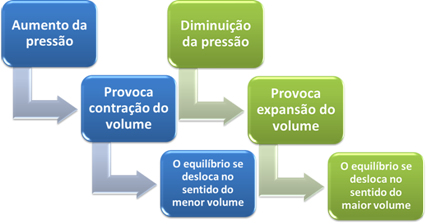 Aumento da
pressão
Provoca
contração do
volume
O equilíbrio se
desloca no
sentido do
menor volume
Diminuição
da pressão
Provoca
expansão do
volume
O equilíbrio se
desloca no
sentido do
maior volume